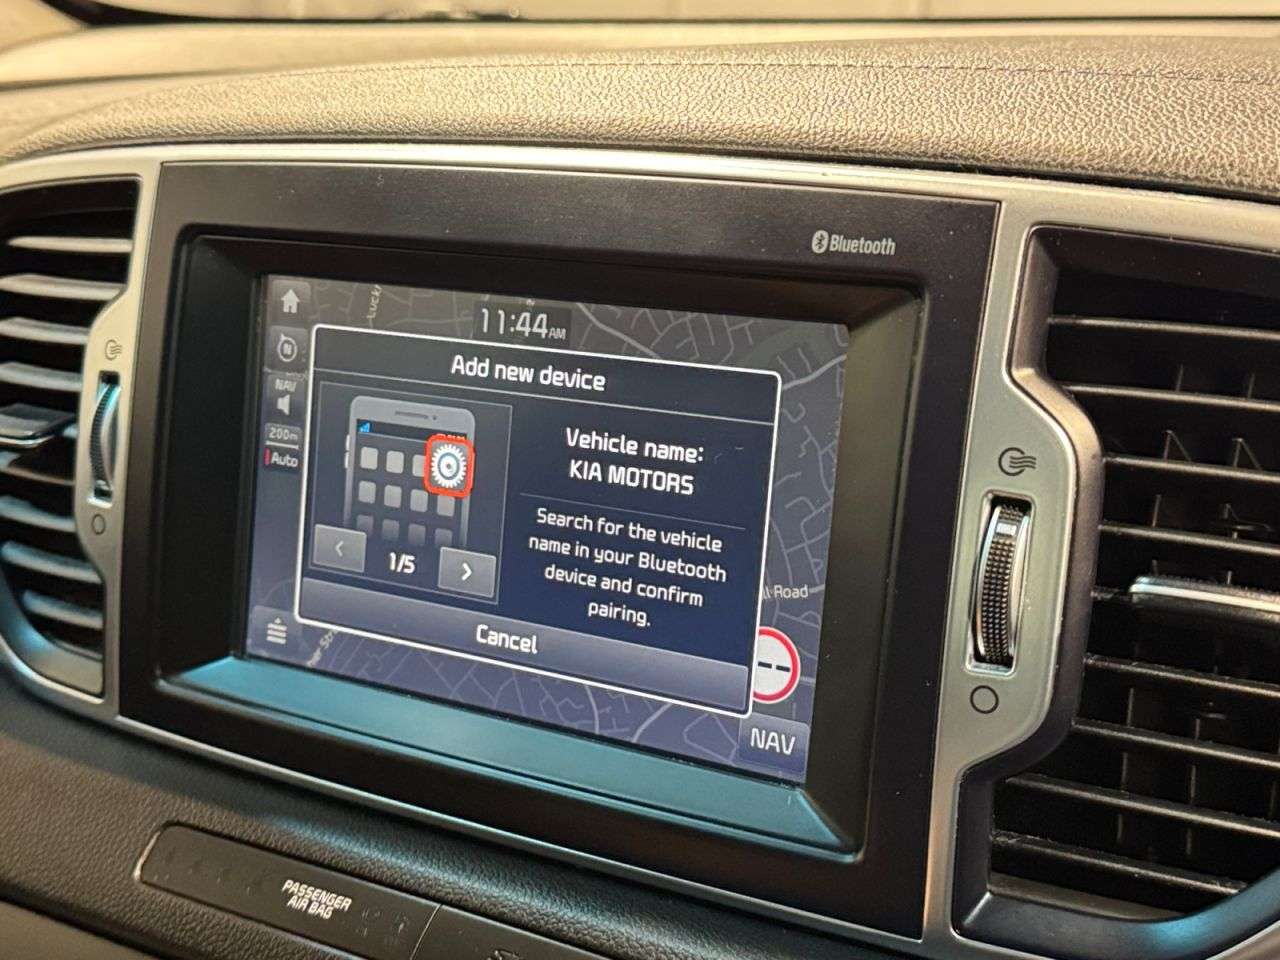 Bluetooth
Luck
11:44AM
N
Add new device
NAV
200m
Auto
Vehicle name:
KIA MOTORS
Search for the vehicle
name in your Bluetooth
device and confirm
pairing.
1/5
Cancel
Road
--
NAV
PASSENGER
AIR BAG